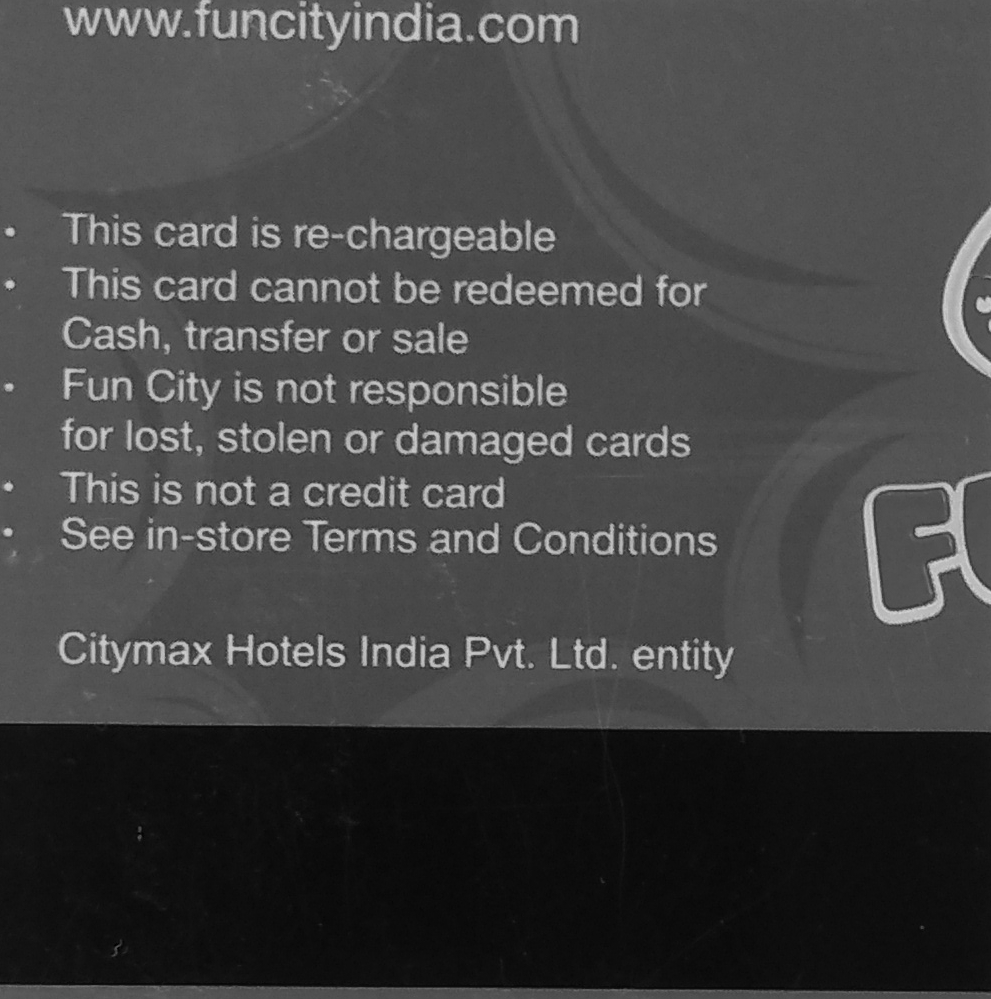 www.funcityindia.com
• This card is re-chargeable
• This card cannot be redeemed for
Cash, transfer or sale
• Fun City is not responsible
for lost, stolen or damaged cards
• This is not a credit card
• See in-store Terms and Conditions
Citymax Hotels India Pvt. Ltd. entity